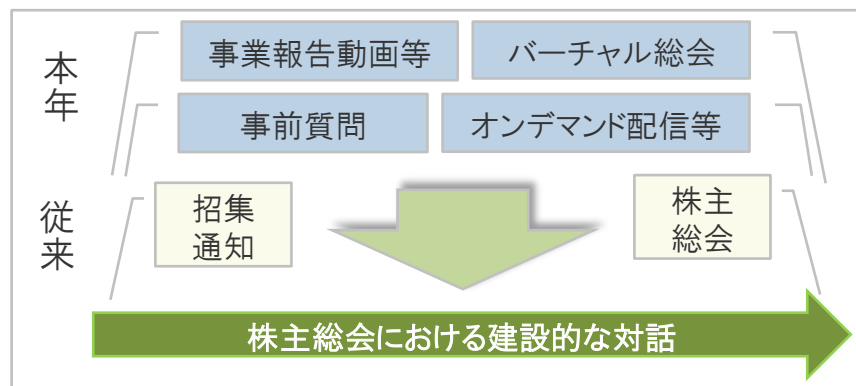 本年
事業報告動画等
バーチャル総会
事前質問
オンデマンド配信等
従来
招集
通知
株主
総会
株主総会における建設的な対話